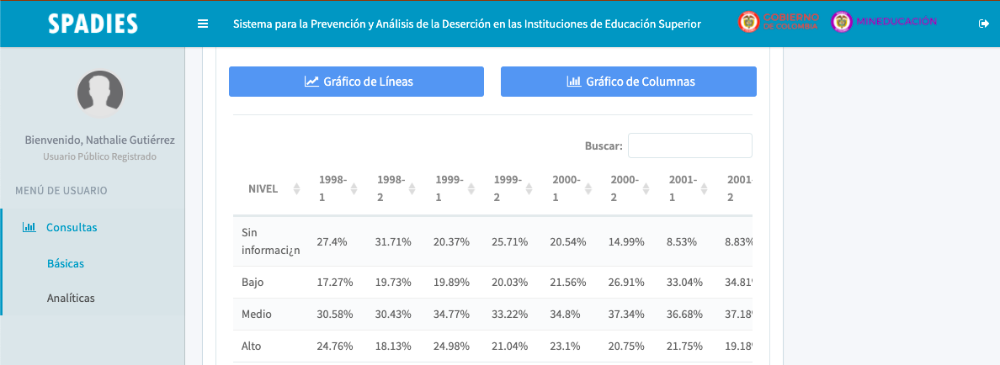 SPADIES
Sistema para la Prevención y Análisis de la Deserción en las Instituciones de Educación Superior
GOBIERNO
DE COLOMBIA
MINEDUCACIÓN
Bienvenido, Nathalie Gutiérrez
Usuario Público Registrado
MENÚ DE USUARIO
Consultas
Básicas
Analíticas
Gráfico de Líneas
Gráfico de Columnas
Buscar:
NIVEL 1998-1 1998-2 1999-1 1999-2 2000-1 2000-2 2001-1 2001-2
Sin informaci¿n 27.4% 31.71% 20.37% 25.71% 20.54% 14.99% 8.53% 8.83%
Bajo 17.27% 19.73% 19.89% 20.03% 21.56% 26.91% 33.04% 34.81%
Medio 30.58% 30.43% 34.77% 33.22% 34.8% 37.34% 36.68% 37.18%
Alto 24.76% 18.13% 24.98% 21.04% 23.1% 20.75% 21.75% 19.18%